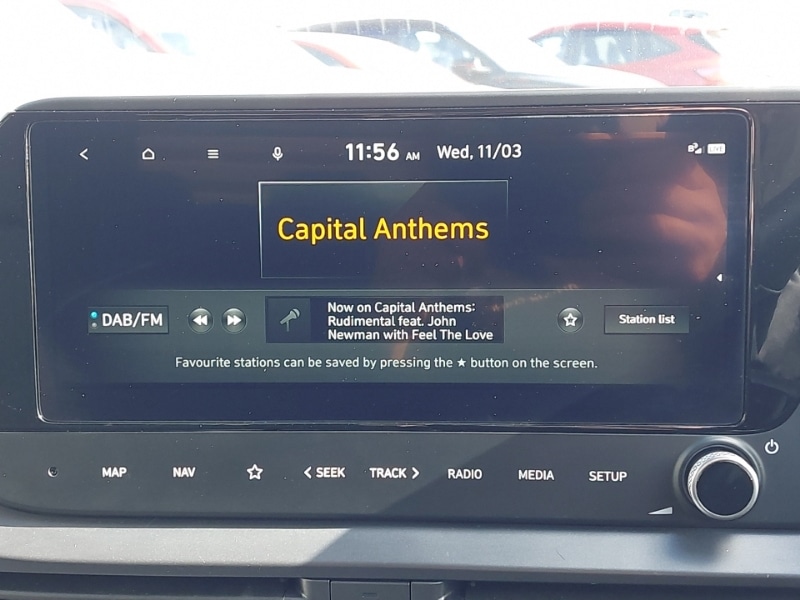 11:56 AM Wed, 11/03 LIVE
Capital Anthems
DAB/FM
Now on Capital Anthems:
Rudimental feat. John
Newman with Feel The Love
Station list
Favourite stations can be saved by pressing the ★ button on the screen.
MAP NAV < SEEK TRACK > RADIO MEDIA SETUP